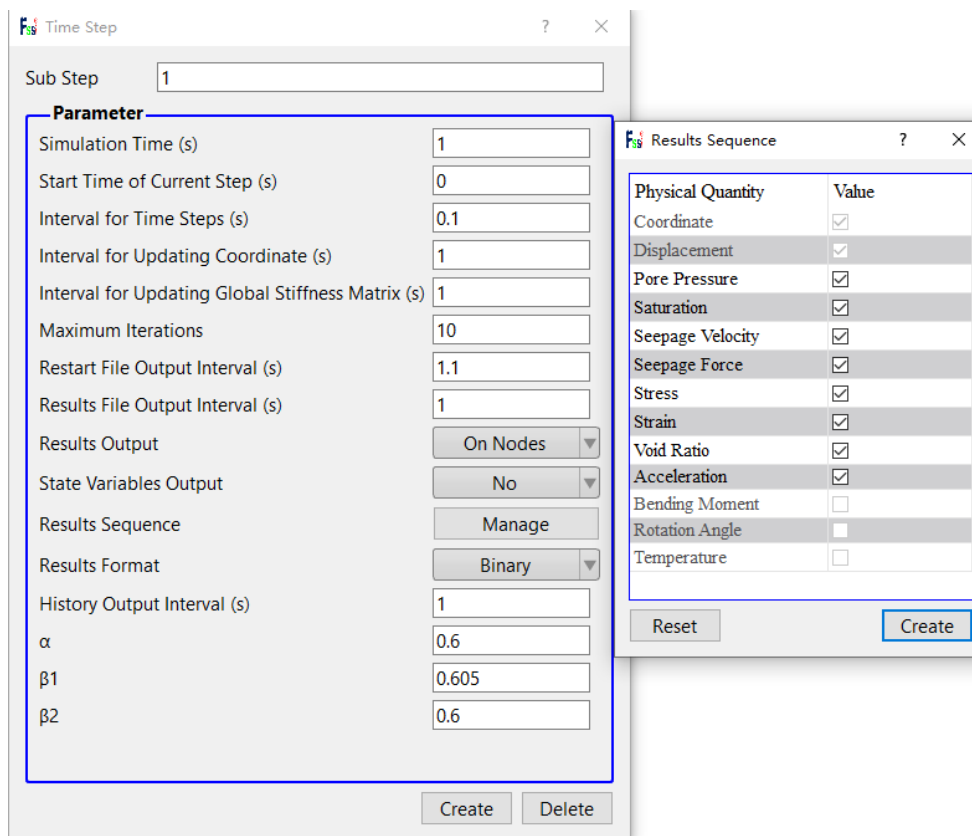 Fssi Time Step ? ×
Sub Step 1
Parameter
Simulation Time (s) 1
Start Time of Current Step (s) 0
Interval for Time Steps (s) 0.1
Interval for Updating Coordinate (s) 1
Interval for Updating Global Stiffness Matrix (s) 1
Maximum Iterations 10
Restart File Output Interval (s) 1.1
Results File Output Interval (s) 1
Results Output On Nodes
State Variables Output No
Results Sequence Manage
Results Format Binary
History Output Interval (s) 1
α 0.6
β1 0.605
β2 0.6
Create Delete
Fssi Results Sequence ? ×
Physical Quantity Value
Coordinate
Displacement
Pore Pressure
Saturation
Seepage Velocity
Seepage Force
Stress
Strain
Void Ratio
Acceleration
Bending Moment
Rotation Angle
Temperature
Reset Create